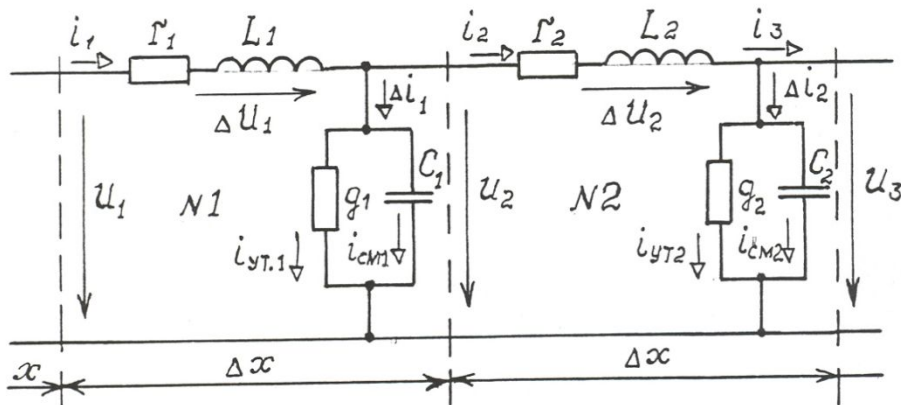 i₁ r₁ L1 i₂ r₂ L2 i₃
ΔU₁ Δi₁ ΔU₂ Δi₂
U₁ N1 g₁ C₁ U₂ N2 g₂ C₂ U₃
iут.1 iсм1 iут2 iсм2
x Δx Δx